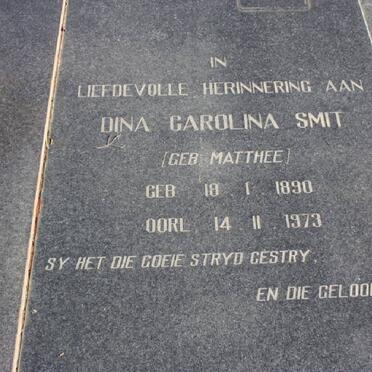 IN
LIEFDEVOLLE HERINNERING AAN
DINA CAROLINA SMIT
[GEB MATTHEE]
GEB 18 1 1890
OORL 14 11 1973
SY HET DIE GOEIE STRYD GESTRY,
EN DIE